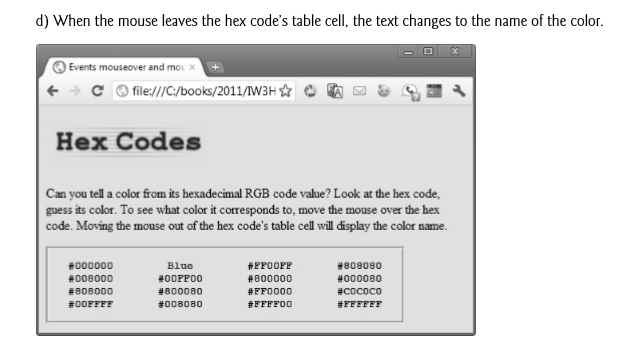 d) When the mouse leaves the hex code's table cell, the text changes to the name of the color.
Events mouseover and mou
file:///C:/books/2011/IW3H
Hex Codes
Can you tell a color from its hexadecimal RGB code value? Look at the hex code,
guess its color. To see what color it corresponds to, move the mouse over the hex
code. Moving the mouse out of the hex code's table cell will display the color name.
#000000 Blue #FF00FF #808080
#008000 #00FF00 #800000 #000080
#808000 #800080 #FF0000 #C0C0C0
#00FFFF #008080 #FFFF00 #FFFFFF